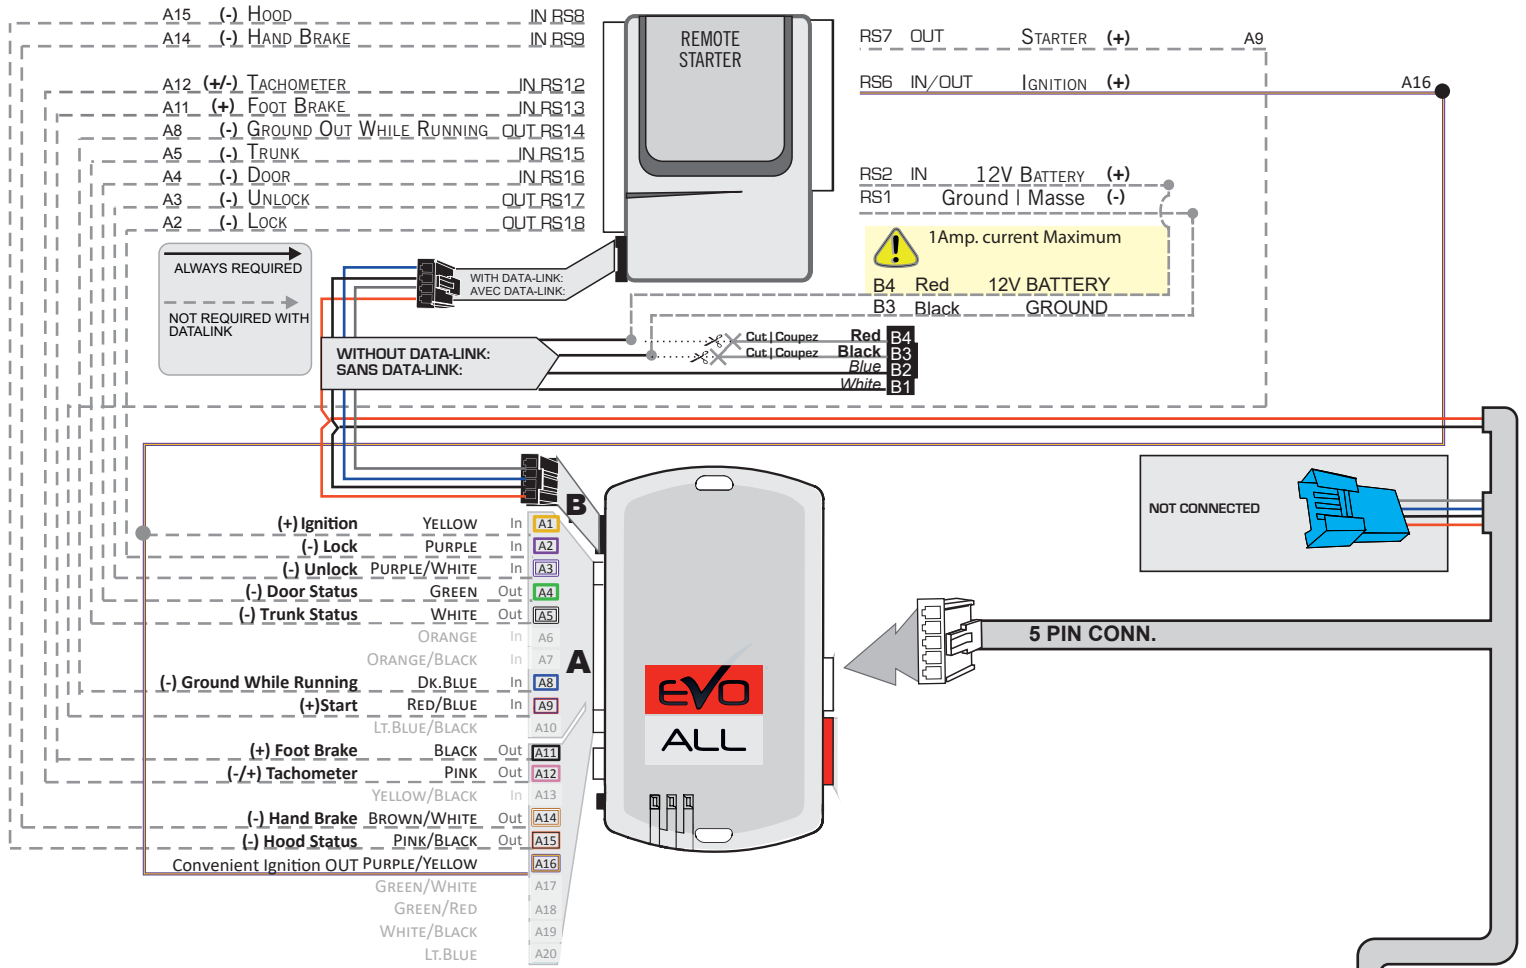 A15 (-) HOOD IN RS8
A14 (-) HAND BRAKE IN RS9
A12 (+/-) TACHOMETER IN RS12
A11 (+) FOOT BRAKE IN RS13
A8 (-) GROUND OUT WHILE RUNNING OUT RS14
A5 (-) TRUNK IN RS15
A4 (-) DOOR IN RS16
A3 (-) UNLOCK OUT RS17
A2 (-) LOCK OUT RS18
REMOTE
STARTER
RS7 OUT STARTER (+) A9
RS6 IN/OUT IGNITION (+) A16
RS2 IN 12V BATTERY (+)
RS1 Ground | Masse (-)
1Amp. current Maximum
B4 Red 12V BATTERY
B3 Black GROUND
ALWAYS REQUIRED
NOT REQUIRED WITH
DATALINK
WITH DATA-LINK:
AVEC DATA-LINK:
WITHOUT DATA-LINK:
SANS DATA-LINK:
Cut | Coupez Red B4
Cut | Coupez Black B3
Blue B2
White B1
NOT CONNECTED
B
A
(+) Ignition YELLOW In A1
(-) Lock PURPLE In A2
(-) Unlock PURPLE/WHITE In A3
(-) Door Status GREEN Out A4
(-) Trunk Status WHITE Out A5
ORANGE In A6
ORANGE/BLACK In A7
(-) Ground While Running DK.BLUE In A8
(+)Start RED/BLUE In A9
LT.BLUE/BLACK A10
(+) Foot Brake BLACK Out A11
(-/+) Tachometer PINK Out A12
YELLOW/BLACK In A13
(-) Hand Brake BROWN/WHITE Out A14
(-) Hood Status PINK/BLACK Out A15
Convenient Ignition OUT PURPLE/YELLOW A16
GREEN/WHITE A17
GREEN/RED A18
WHITE/BLACK A19
LT.BLUE A20
EVO
ALL
5 PIN CONN.